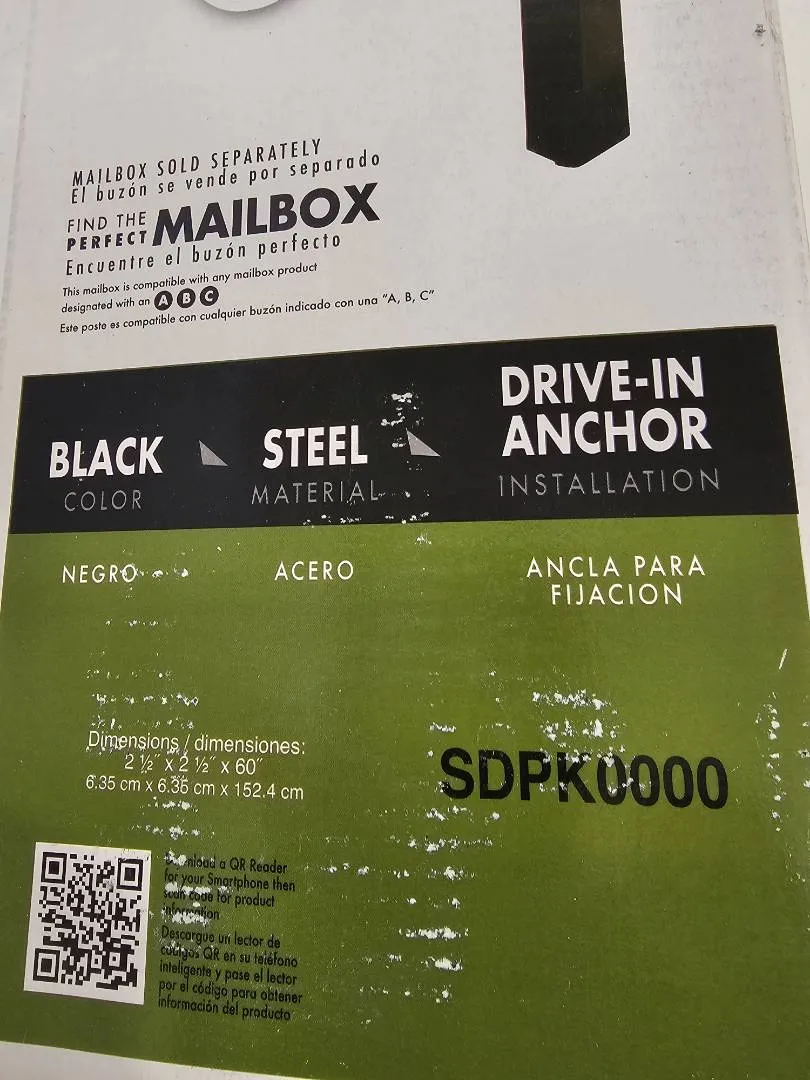 MAILBOX SOLD SEPARATELY
El buzón se vende por separado
FIND THE
PERFECT MAILBOX
Encuentre el buzón perfecto
This mailbox is compatible with any mailbox product
designated with an A B C
Este poste es compatible con cualquier buzón indicado con una "A, B, C"
BLACK
COLOR
STEEL
MATERIAL
DRIVE-IN
ANCHOR
INSTALLATION
NEGRO
ACERO
ANCLA PARA
FIJACION
Dimensions / dimensiones:
2 ½" x 2 ½" x 60"
6.35 cm x 6.35 cm x 152.4 cm
SDPK0000
Download a QR Reader
for your Smartphone then
scan code for product
information
Descargue un lector de
códigos QR en su teléfono
inteligente y pase el lector
por el código para obtener
información del producto